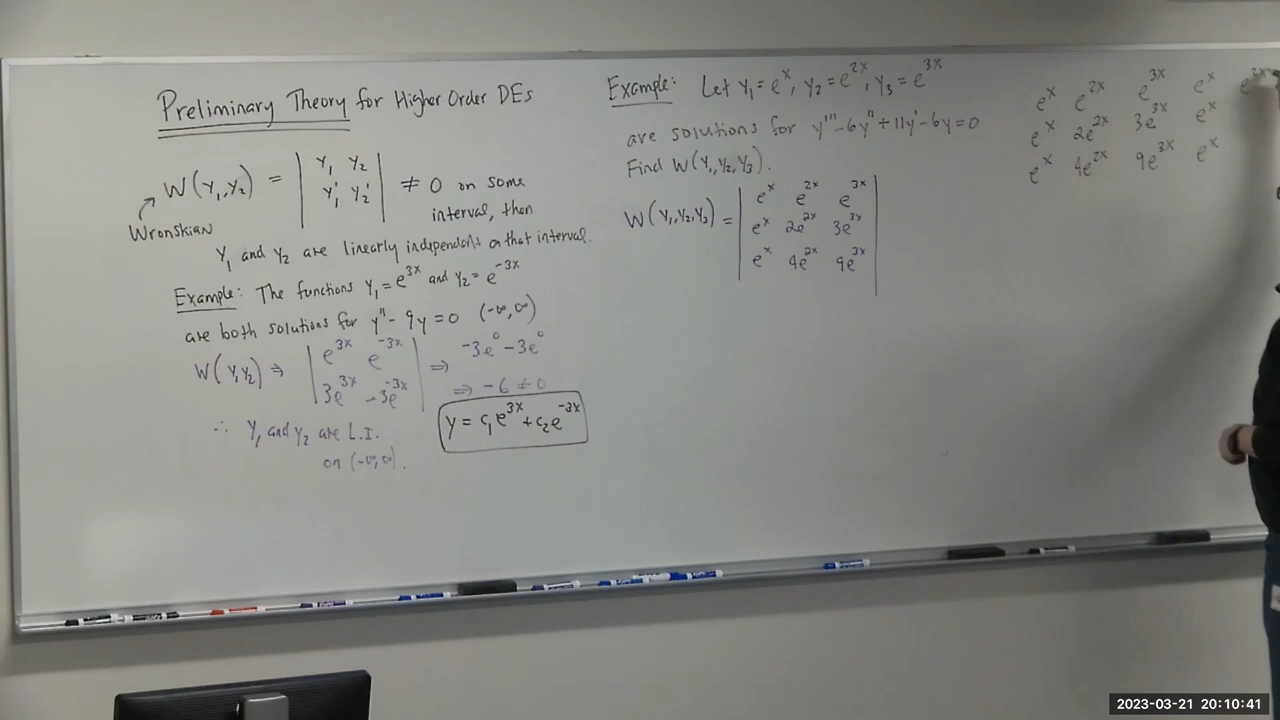 Preliminary Theory for Higher Order DEs
W(Y₁,Y₂) = | Y₁ Y₂ | ≠ 0 on some
| Y₁' Y₂' | interval, then
Wronskian
Y₁ and Y₂ are linearly independent on that interval.
Example: The functions Y₁ = e^{3x} and Y₂ = e^{-3x}
are both solutions for y'' - 9y = 0 (-∞,∞)
W(Y₁,Y₂) ⇒ | e^{3x} e^{-3x} | ⇒ -3e^0 - 3e^0
| 3e^{3x} -3e^{-3x} | ⇒ -6 ≠ 0
∴ Y₁ and Y₂ are L.I.
on (-∞,∞).
y = c₁e^{3x} + c₂e^{-3x}
Example: Let Y₁ = e^x, Y₂ = e^{2x}, Y₃ = e^{3x}
are solutions for y''' - 6y'' + 11y' - 6y = 0
Find W(Y₁,Y₂,Y₃).
W(Y₁,Y₂,Y₃) = | e^x e^{2x} e^{3x} |
| e^x 2e^{2x} 3e^{3x} |
| e^x 4e^{2x} 9e^{3x} |
e^x e^{2x} e^{3x} e^x
e^x 2e^{2x} 3e^{3x} e^x
e^x 4e^{2x} 9e^{3x} e^x
2023-03-21 20:10:41